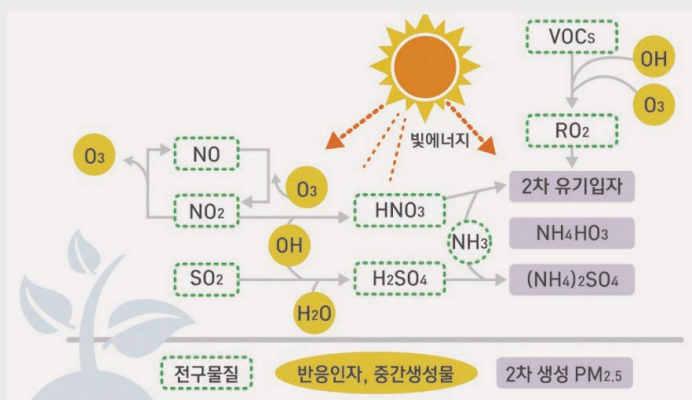 VOCs
OH
O3
RO2
빛에너지
O3
NO
O3
NO2
HNO3
2차 유기입자
OH
NH3
NH4HO3
SO2
H2SO4
(NH4)2SO4
H2O
전구물질
반응인자, 중간생성물
2차 생성 PM2.5